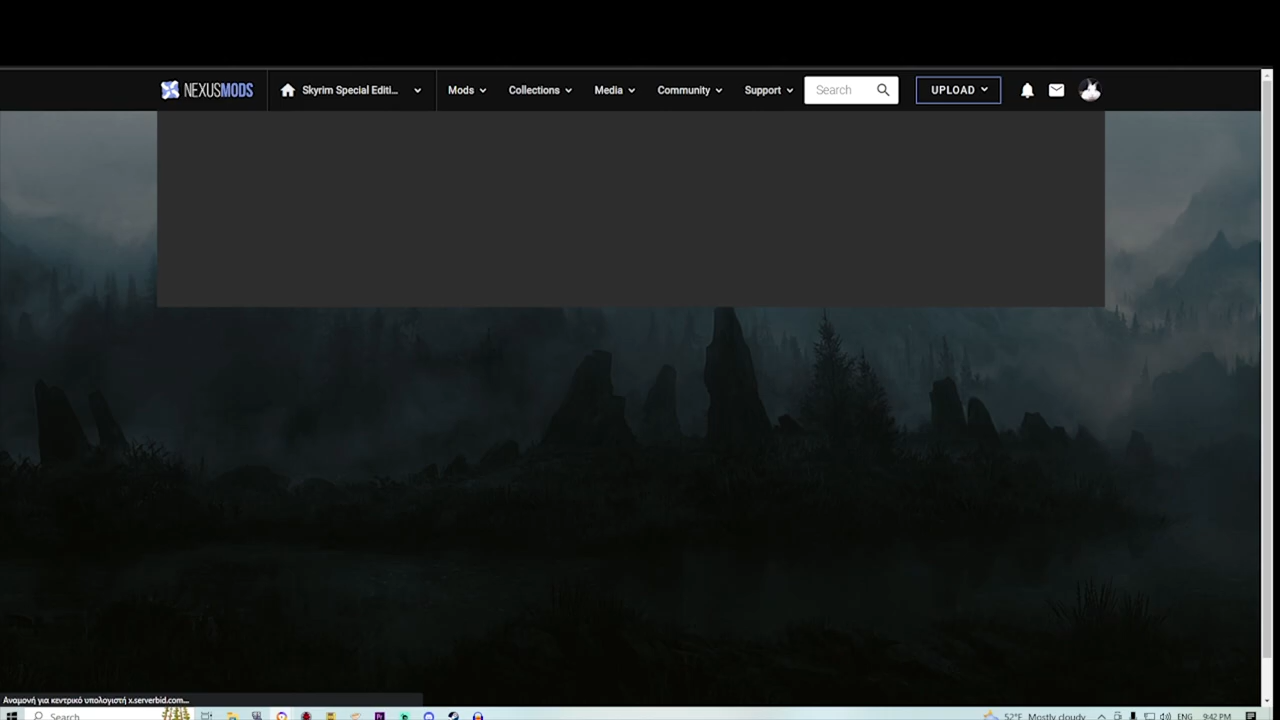 NEXUSMODS Skyrim Special Editi... Mods Collections Media Community Support Search UPLOAD
Αναμονή για κεντρικό υπολογιστή x.serverbid.com...
Search 52°F Mostly cloudy ENG 9:42 PM